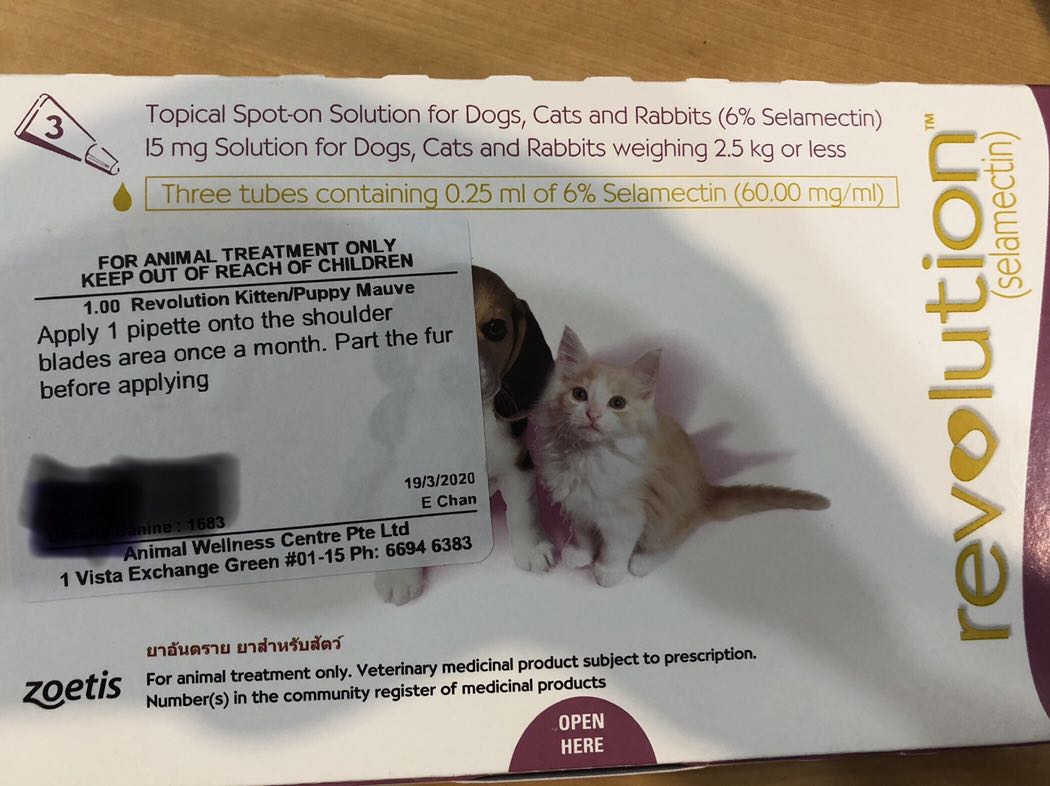 3
Topical Spot-on Solution for Dogs, Cats and Rabbits (6% Selamectin)
15 mg Solution for Dogs, Cats and Rabbits weighing 2.5 kg or less
Three tubes containing 0.25 ml of 6% Selamectin (60.00 mg/ml)
revolution™
(selamectin)
FOR ANIMAL TREATMENT ONLY
KEEP OUT OF REACH OF CHILDREN
1.00 Revolution Kitten/Puppy Mauve
Apply 1 pipette onto the shoulder
blades area once a month. Part the fur
before applying
19/3/2020
E Chan
Canine : 1683
Animal Wellness Centre Pte Ltd
1 Vista Exchange Green #01-15 Ph: 6694 6383
ยาอันตราย ยาสำหรับสัตว์
zoetis
For animal treatment only. Veterinary medicinal product subject to prescription.
Number(s) in the community register of medicinal products
OPEN
HERE